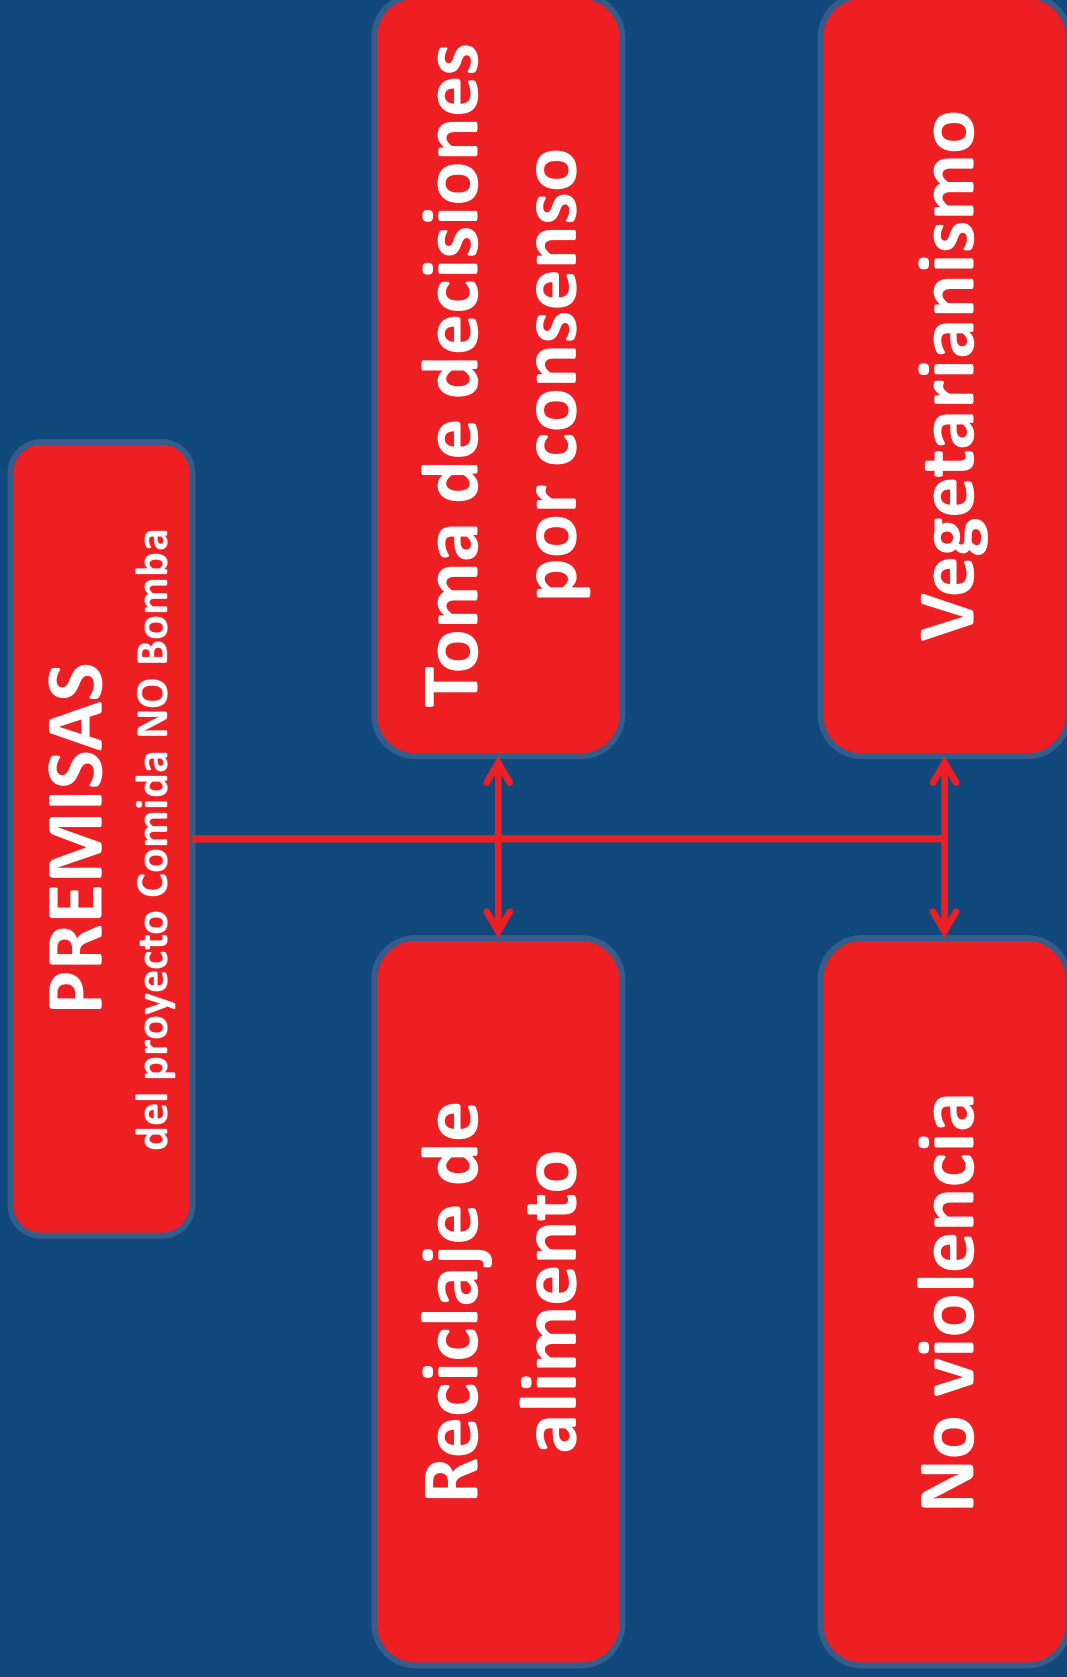 PREMISAS
del proyecto Comida NO Bomba
Reciclaje de
alimento
Toma de decisiones
por consenso
No violencia
Vegetarianismo